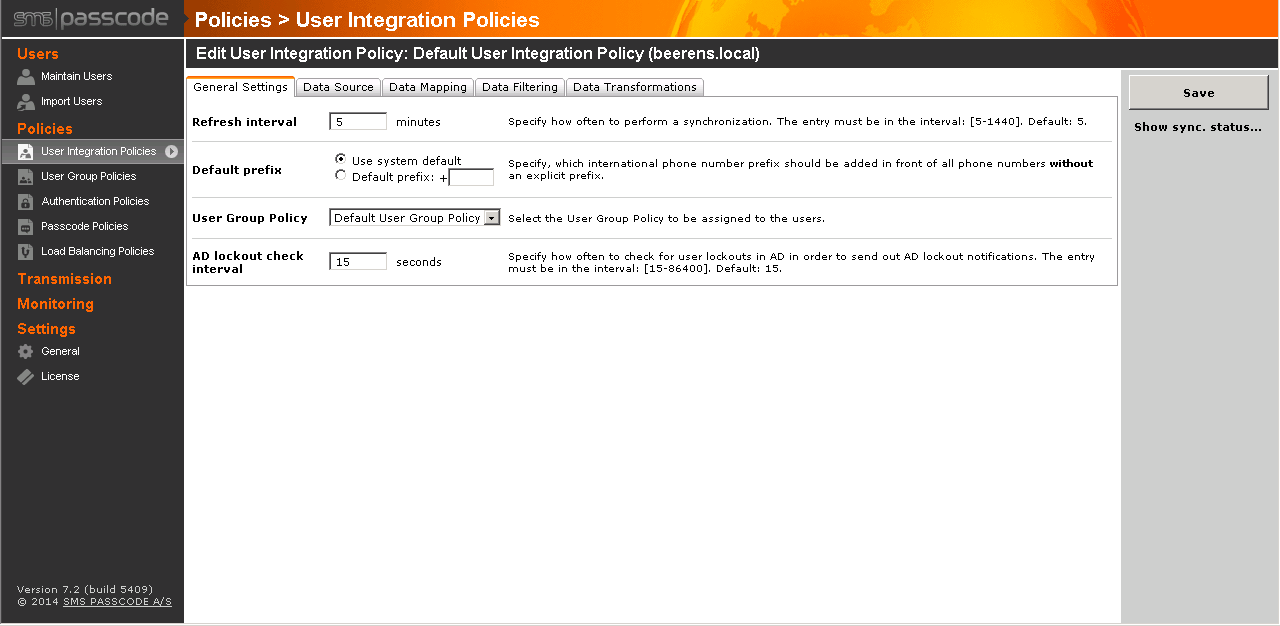 sms passcode
Policies > User Integration Policies
Users
Maintain Users
Import Users
Policies
User Integration Policies
User Group Policies
Authentication Policies
Passcode Policies
Load Balancing Policies
Transmission
Monitoring
Settings
General
License
Version 7.2 (build 5409)
© 2014 SMS PASSCODE A/S
Edit User Integration Policy: Default User Integration Policy (beerens.local)
General Settings Data Source Data Mapping Data Filtering Data Transformations
Refresh interval 5 minutes Specify how often to perform a synchronization. The entry must be in the interval: [5-1440]. Default: 5.
Default prefix
Use system default
Default prefix: +
Specify, which international phone number prefix should be added in front of all phone numbers without
an explicit prefix.
User Group Policy Default User Group Policy Select the User Group Policy to be assigned to the users.
AD lockout check
interval
15 seconds
Specify how often to check for user lockouts in AD in order to send out AD lockout notifications. The entry
must be in the interval: [15-86400]. Default: 15.
Save
Show sync. status...